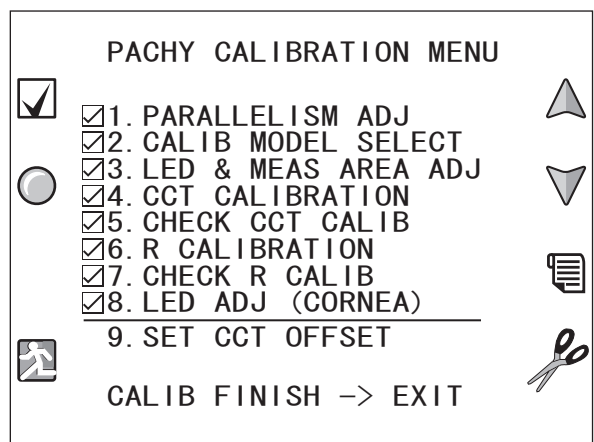 PACHY CALIBRATION MENU
☑1. PARALLELISM ADJ
☑2. CALIB MODEL SELECT
☑3. LED & MEAS AREA ADJ
☑4. CCT CALIBRATION
☑5. CHECK CCT CALIB
☑6. R CALIBRATION
☑7. CHECK R CALIB
☑8. LED ADJ (CORNEA)
9. SET CCT OFFSET
CALIB FINISH -> EXIT